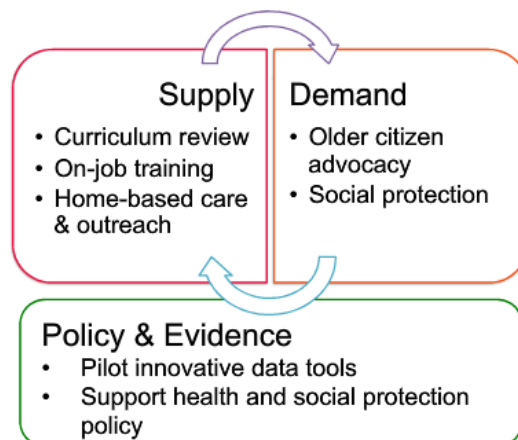 Supply
• Curriculum review
• On-job training
• Home-based care
& outreach
Demand
• Older citizen
advocacy
• Social protection
Policy & Evidence
• Pilot innovative data tools
• Support health and social protection
policy